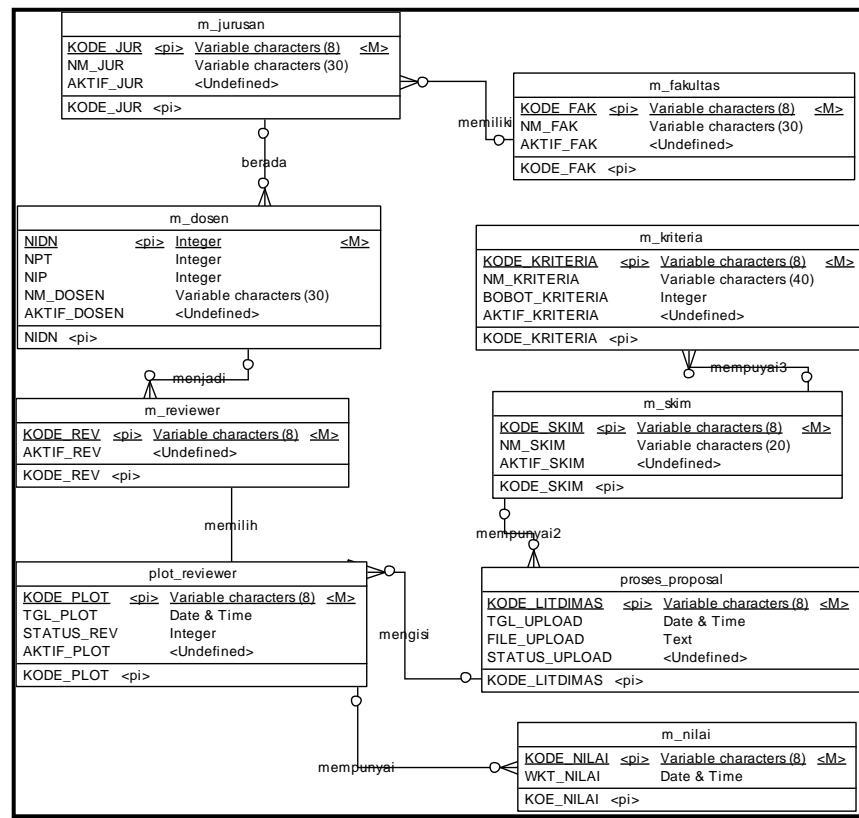 m_jurusan
KODE_JUR <pi> Variable characters (8) <M>
NM_JUR Variable characters (30)
AKTIF_JUR <Undefined>
KODE_JUR <pi>
m_fakultas
KODE_FAK <pi> Variable characters (8) <M>
NM_FAK Variable characters (30)
AKTIF_FAK <Undefined>
KODE_FAK <pi>
memiliki
berada
m_dosen
NIDN <pi> Integer <M>
NPT Integer
NIP Integer
NM_DOSEN Variable characters (30)
AKTIF_DOSEN <Undefined>
NIDN <pi>
m_kriteria
KODE_KRITERIA <pi> Variable characters (8) <M>
NM_KRITERIA Variable characters (40)
BOBOT_KRITERIA Integer
AKTIF_KRITERIA <Undefined>
KODE_KRITERIA <pi>
menjadi
mempuyai3
m_reviewer
KODE_REV <pi> Variable characters (8) <M>
AKTIF_REV <Undefined>
KODE_REV <pi>
m_skim
KODE_SKIM <pi> Variable characters (8) <M>
NM_SKIM Variable characters (20)
AKTIF_SKIM <Undefined>
KODE_SKIM <pi>
memilih
mempunyai2
plot_reviewer
KODE_PLOT <pi> Variable characters (8) <M>
TGL_PLOT Date & Time
STATUS_REV Integer
AKTIF_PLOT <Undefined>
KODE_PLOT <pi>
mengisi
proses_proposal
KODE_LITDIMAS <pi> Variable characters (8) <M>
TGL_UPLOAD Date & Time
FILE_UPLOAD Text
STATUS_UPLOAD <Undefined>
KODE_LITDIMAS <pi>
mempunyai
m_nilai
KODE_NILAI <pi> Variable characters (8) <M>
WKT_NILAI Date & Time
KOE_NILAI <pi>